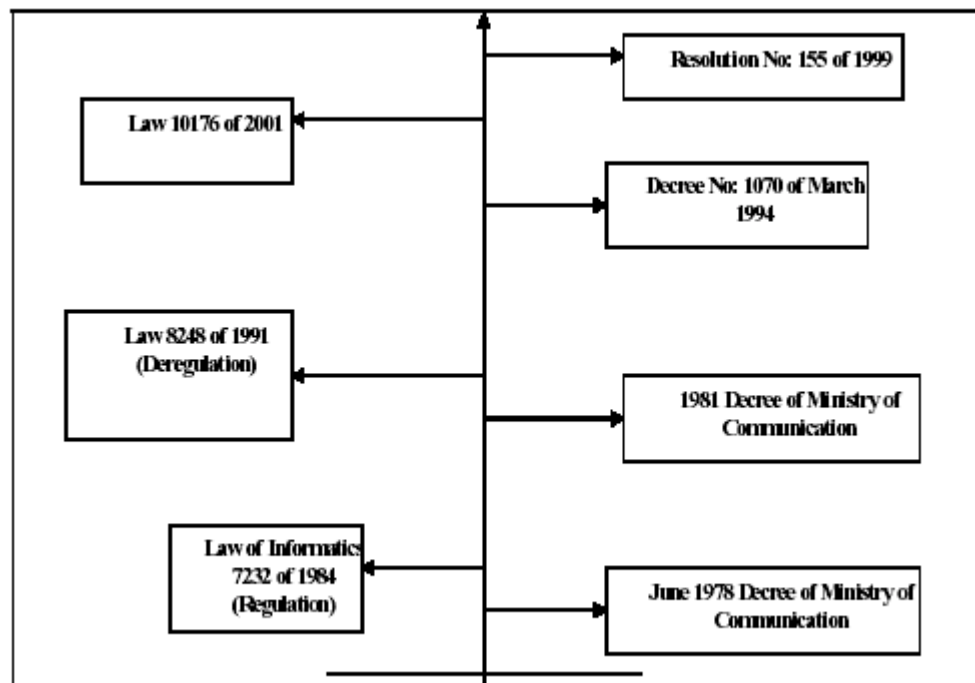 Resolution No: 155 of 1999
Law 10176 of 2001
Decree No: 1070 of March
1994
Law 8248 of 1991
(Deregulation)
1981 Decree of Ministry of
Communication
Law of Informatics
7232 of 1984
(Regulation)
June 1978 Decree of Ministry of
Communication